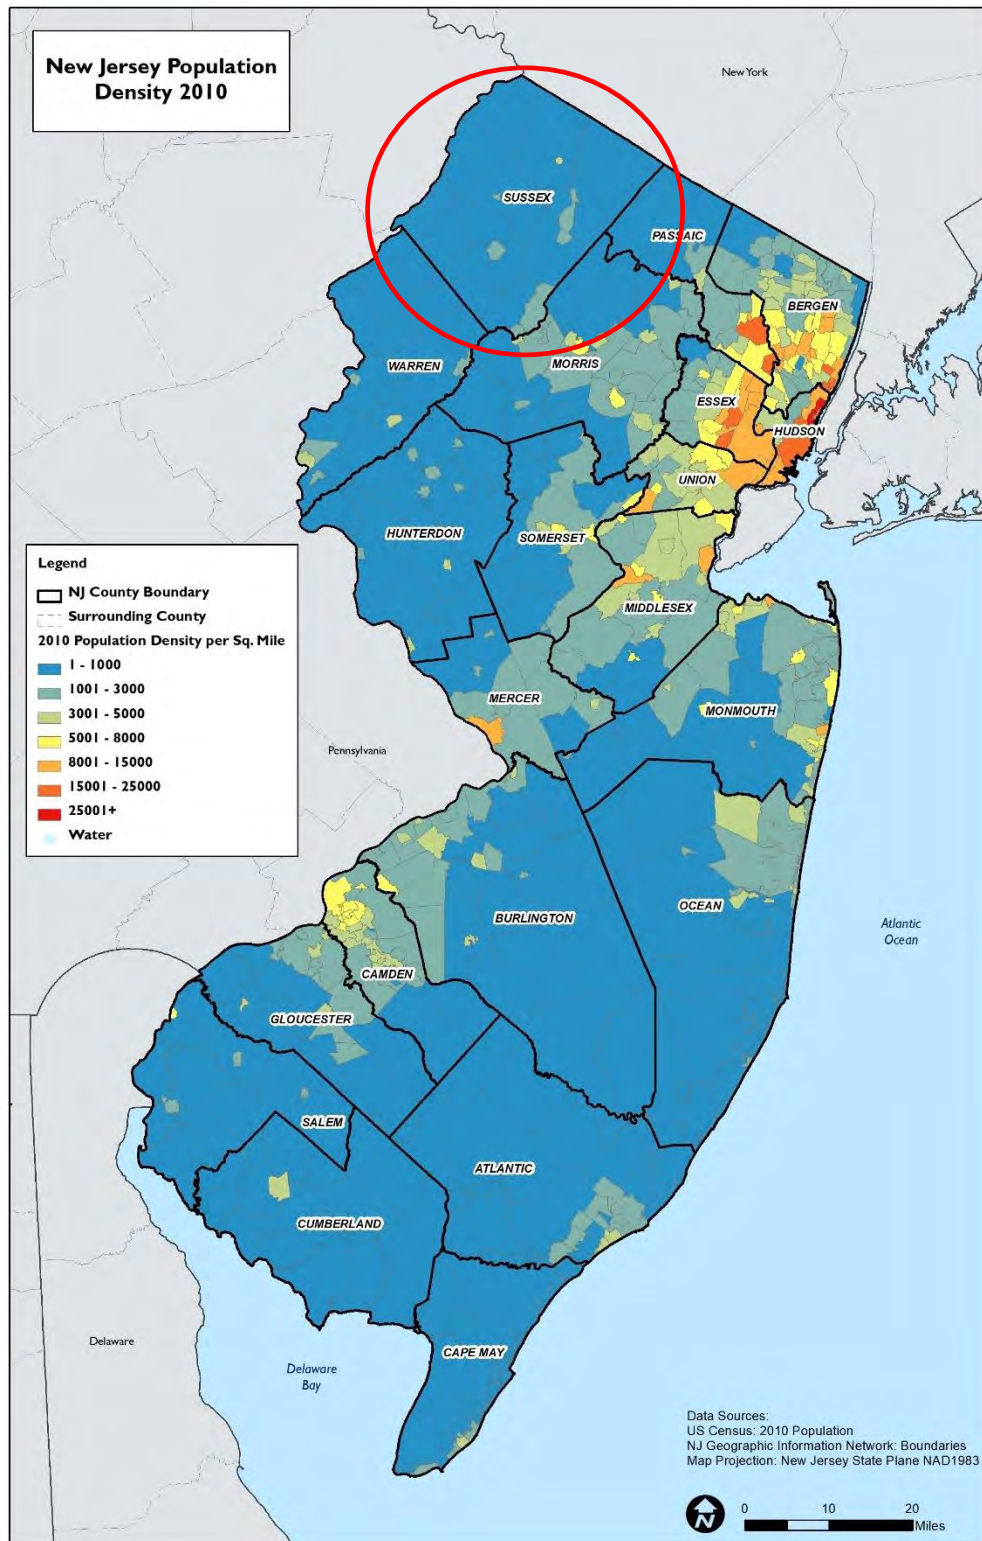 New Jersey Population
Density 2010
New York
SUSSEX
PASSAIC
BERGEN
WARREN
MORRIS
ESSEX
HUDSON
UNION
HUNTERDON
SOMERSET
Legend
NJ County Boundary
Surrounding County
2010 Population Density per Sq. Mile
1 - 1000
1001 - 3000
3001 - 5000
5001 - 8000
8001 - 15000
15001 - 25000
25001+
Water
MIDDLESEX
MERCER
MONMOUTH
Pennsylvania
BURLINGTON
OCEAN
Atlantic
Ocean
CAMDEN
GLOUCESTER
SALEM
ATLANTIC
CUMBERLAND
Delaware
Delaware
Bay
CAPE MAY
Data Sources:
US Census: 2010 Population
NJ Geographic Information Network: Boundaries
Map Projection: New Jersey State Plane NAD1983
N
0 10 20
Miles